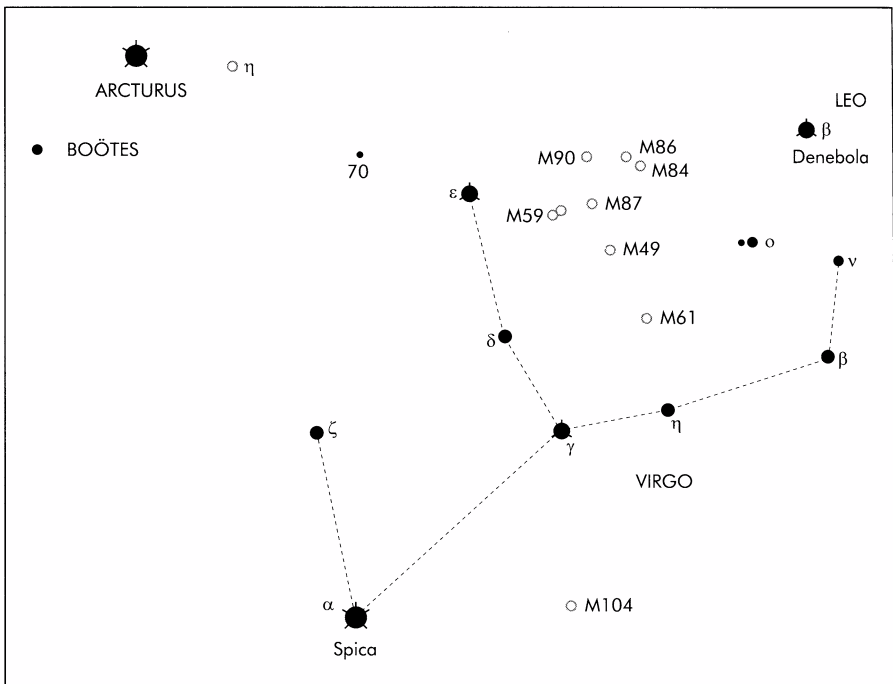 η
ARCTURUS
LEO
β
BOÖTES
M90
M86
Denebola
70
M84
ε
M59
M87
M49
ο
ν
M61
δ
β
η
ζ
γ
VIRGO
α
M104
Spica